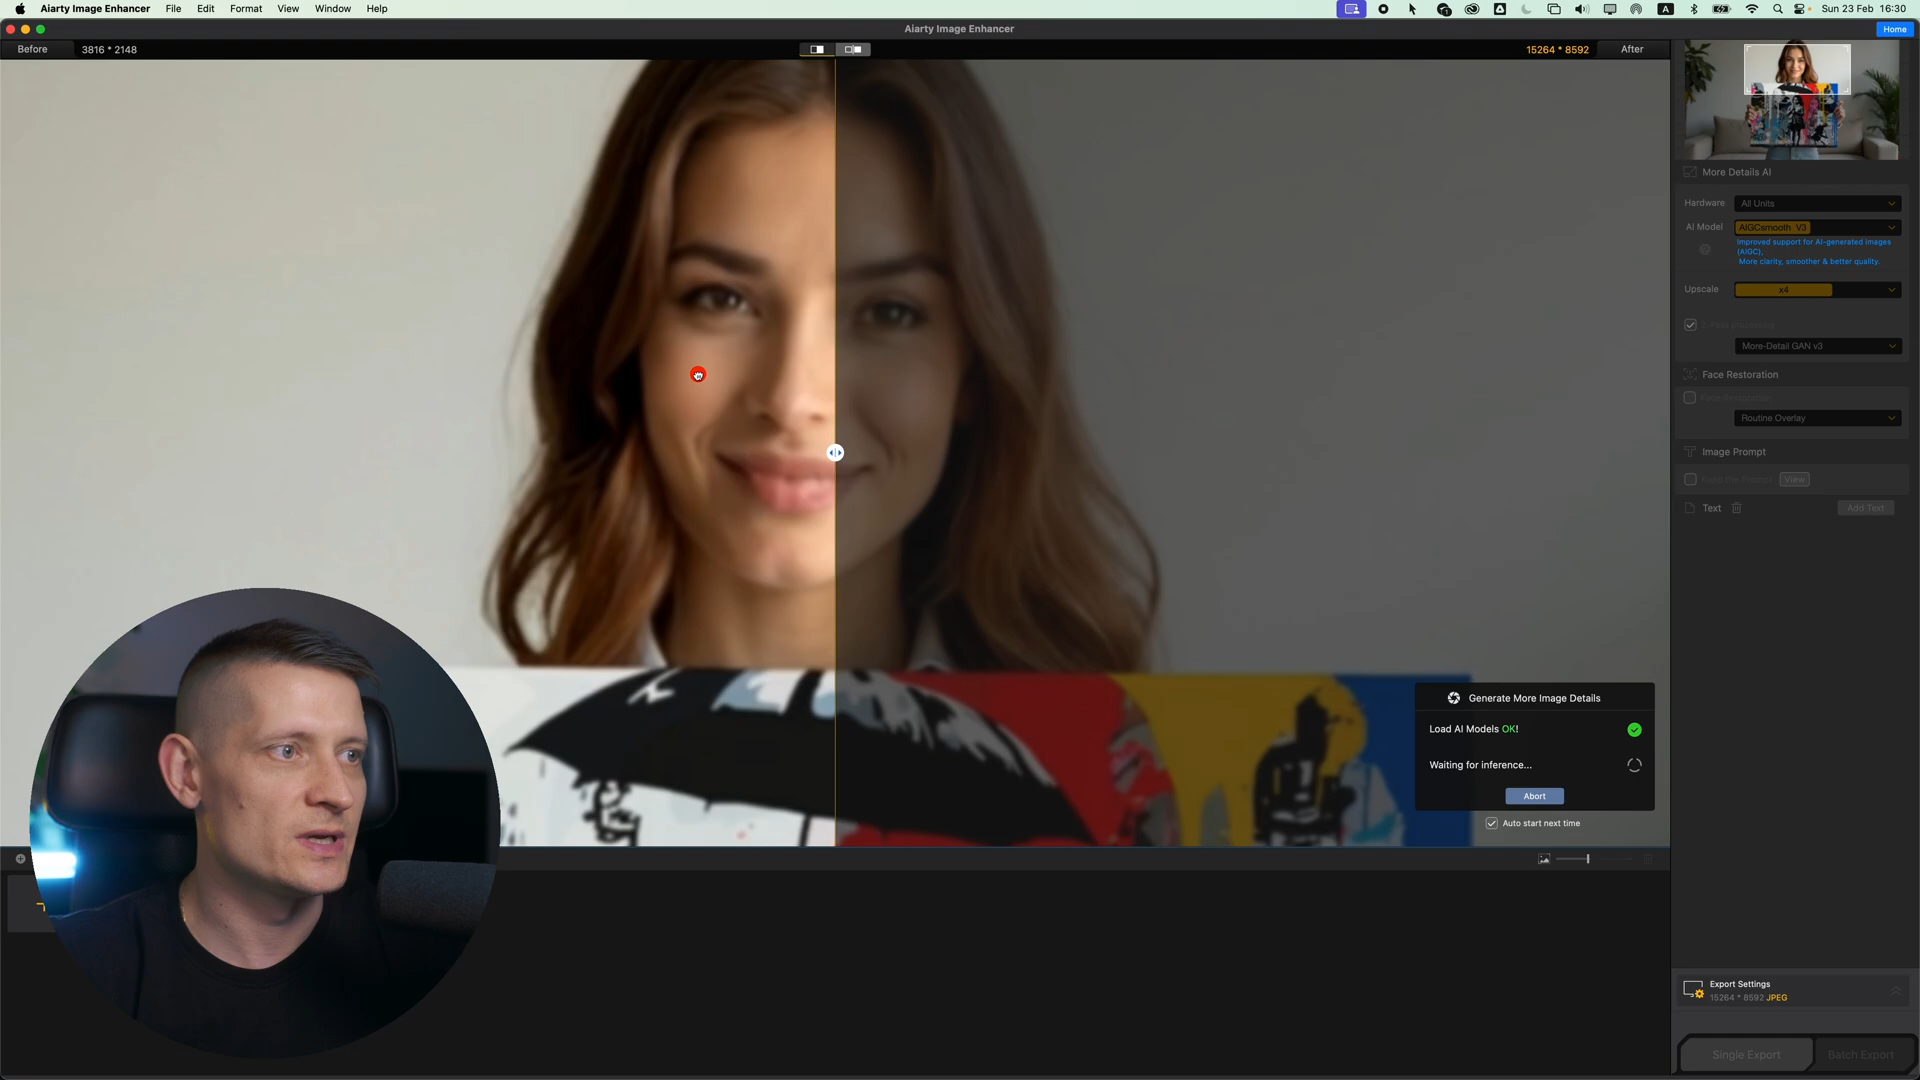 Aiarty Image Enhancer File Edit Format View Window Help
A
Sun 23 Feb 16:30
Aiarty Image Enhancer
Home
Before 3816 * 2148
15264 * 8592 After
More Details AI
Hardware All Units
AI Model AIGCsmooth V3
Improved support for AI-generated images
(AIGC),
More clarity, smoother & better quality.
Upscale x4
More-Detail GAN v3
Face Restoration
Face Restoration
Routine Overlay
Image Prompt
View
Text Add Text
Generate More Image Details
Load AI Models OK!
Waiting for inference...
Abort
Auto start next time
Export Settings
15264 * 8592 JPEG
Single Export Batch Export